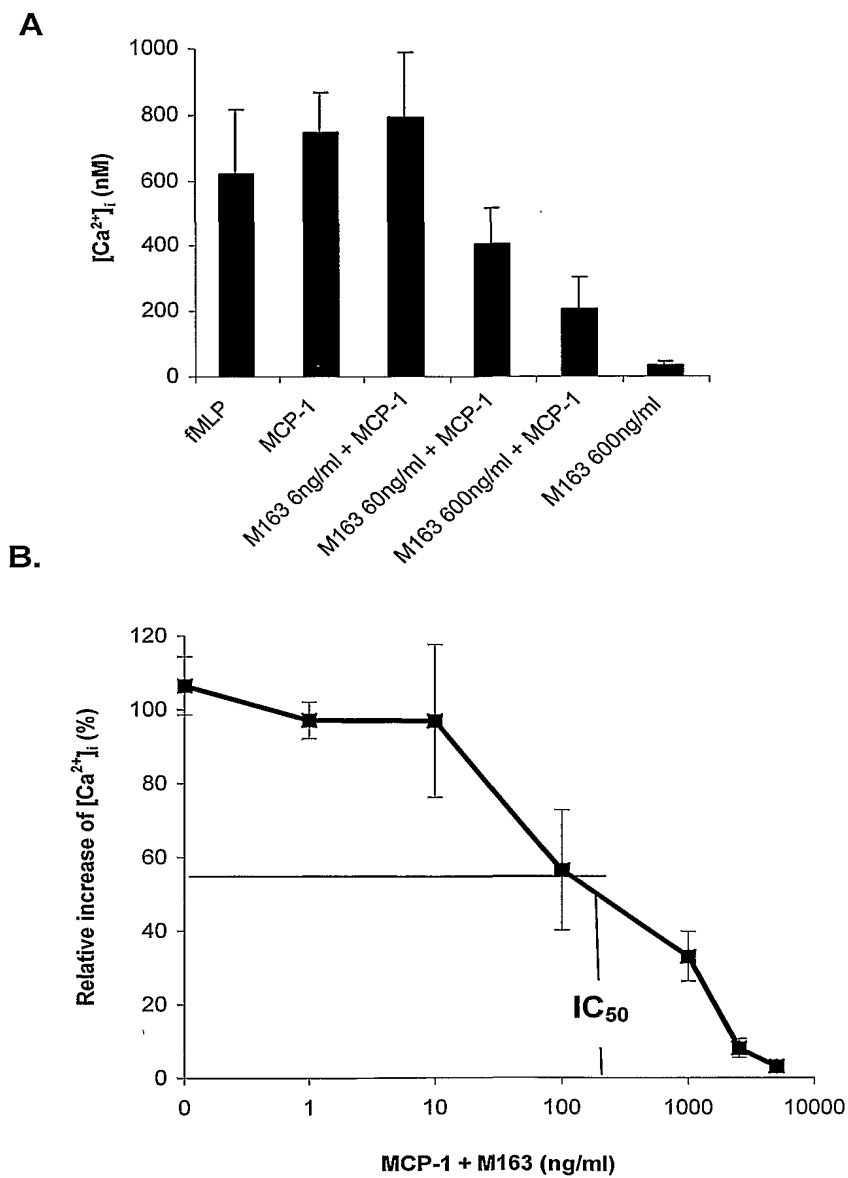 A
1000
800
600
400
200
0
[Ca²⁺]ᵢ (nM)
fMLP
MCP-1
M163 6ng/ml + MCP-1
M163 60ng/ml + MCP-1
M163 600ng/ml + MCP-1
M163 600ng/ml
B.
120
100
80
60
40
20
0
Relative increase of [Ca²⁺]ᵢ (%)
IC₅₀
0 1 10 100 1000 10000
MCP-1 + M163 (ng/ml)